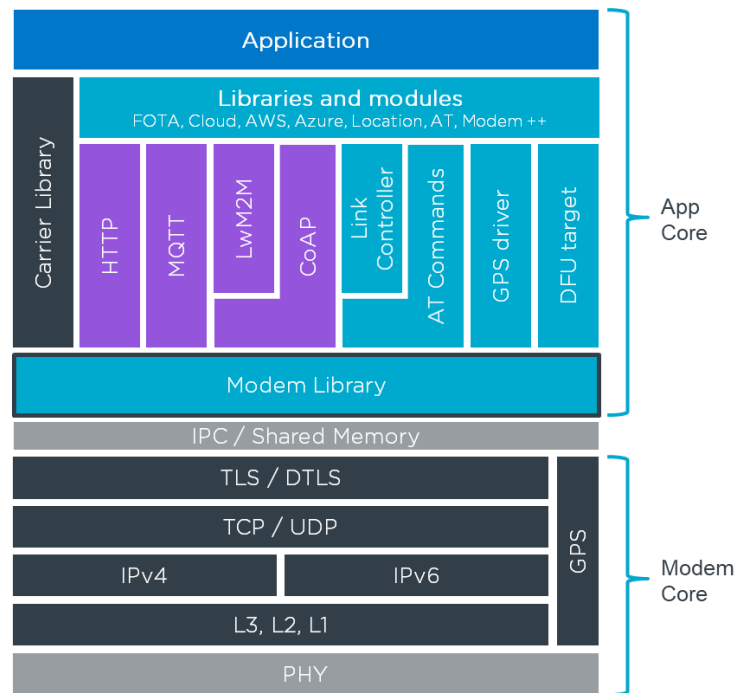 Application
Libraries and modules
FOTA, Cloud, AWS, Azure, Location, AT, Modem ++
Carrier Library
HTTP
MQTT
LwM2M
CoAP
Link
Controller
AT Commands
GPS driver
DFU target
App
Core
Modem Library
IPC / Shared Memory
TLS / DTLS
TCP / UDP
IPv4
IPv6
GPS
L3, L2, L1
Modem
Core
PHY